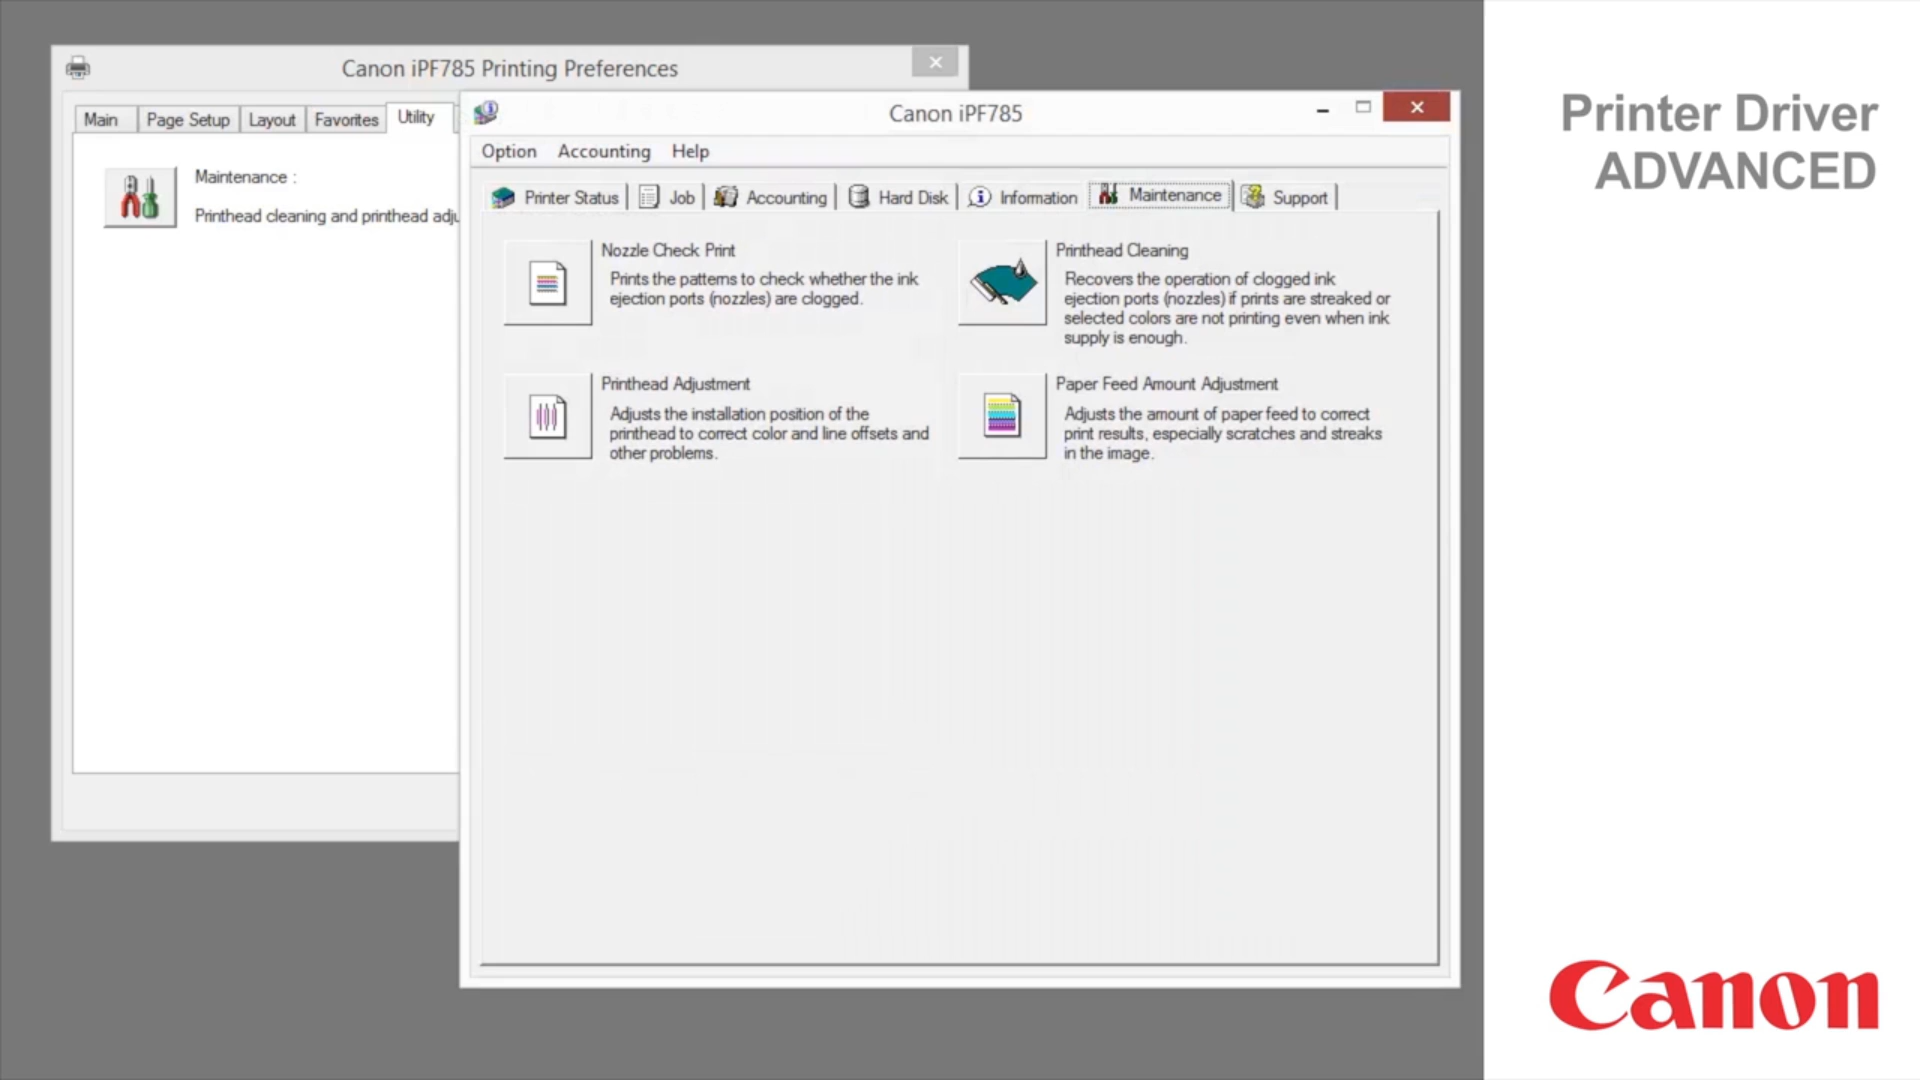 Canon iPF785 Printing Preferences
Main
Page Setup
Layout
Favorites
Utility
Maintenance :
Printhead cleaning and printhead adju
Canon iPF785
Option
Accounting
Help
Printer Status
Job
Accounting
Hard Disk
Information
Maintenance
Support
Nozzle Check Print
Prints the patterns to check whether the ink
ejection ports (nozzles) are clogged.
Printhead Cleaning
Recovers the operation of clogged ink
ejection ports (nozzles) if prints are streaked or
selected colors are not printing even when ink
supply is enough.
Printhead Adjustment
Adjusts the installation position of the
printhead to correct color and line offsets and
other problems.
Paper Feed Amount Adjustment
Adjusts the amount of paper feed to correct
print results, especially scratches and streaks
in the image.
Printer Driver
ADVANCED
Canon